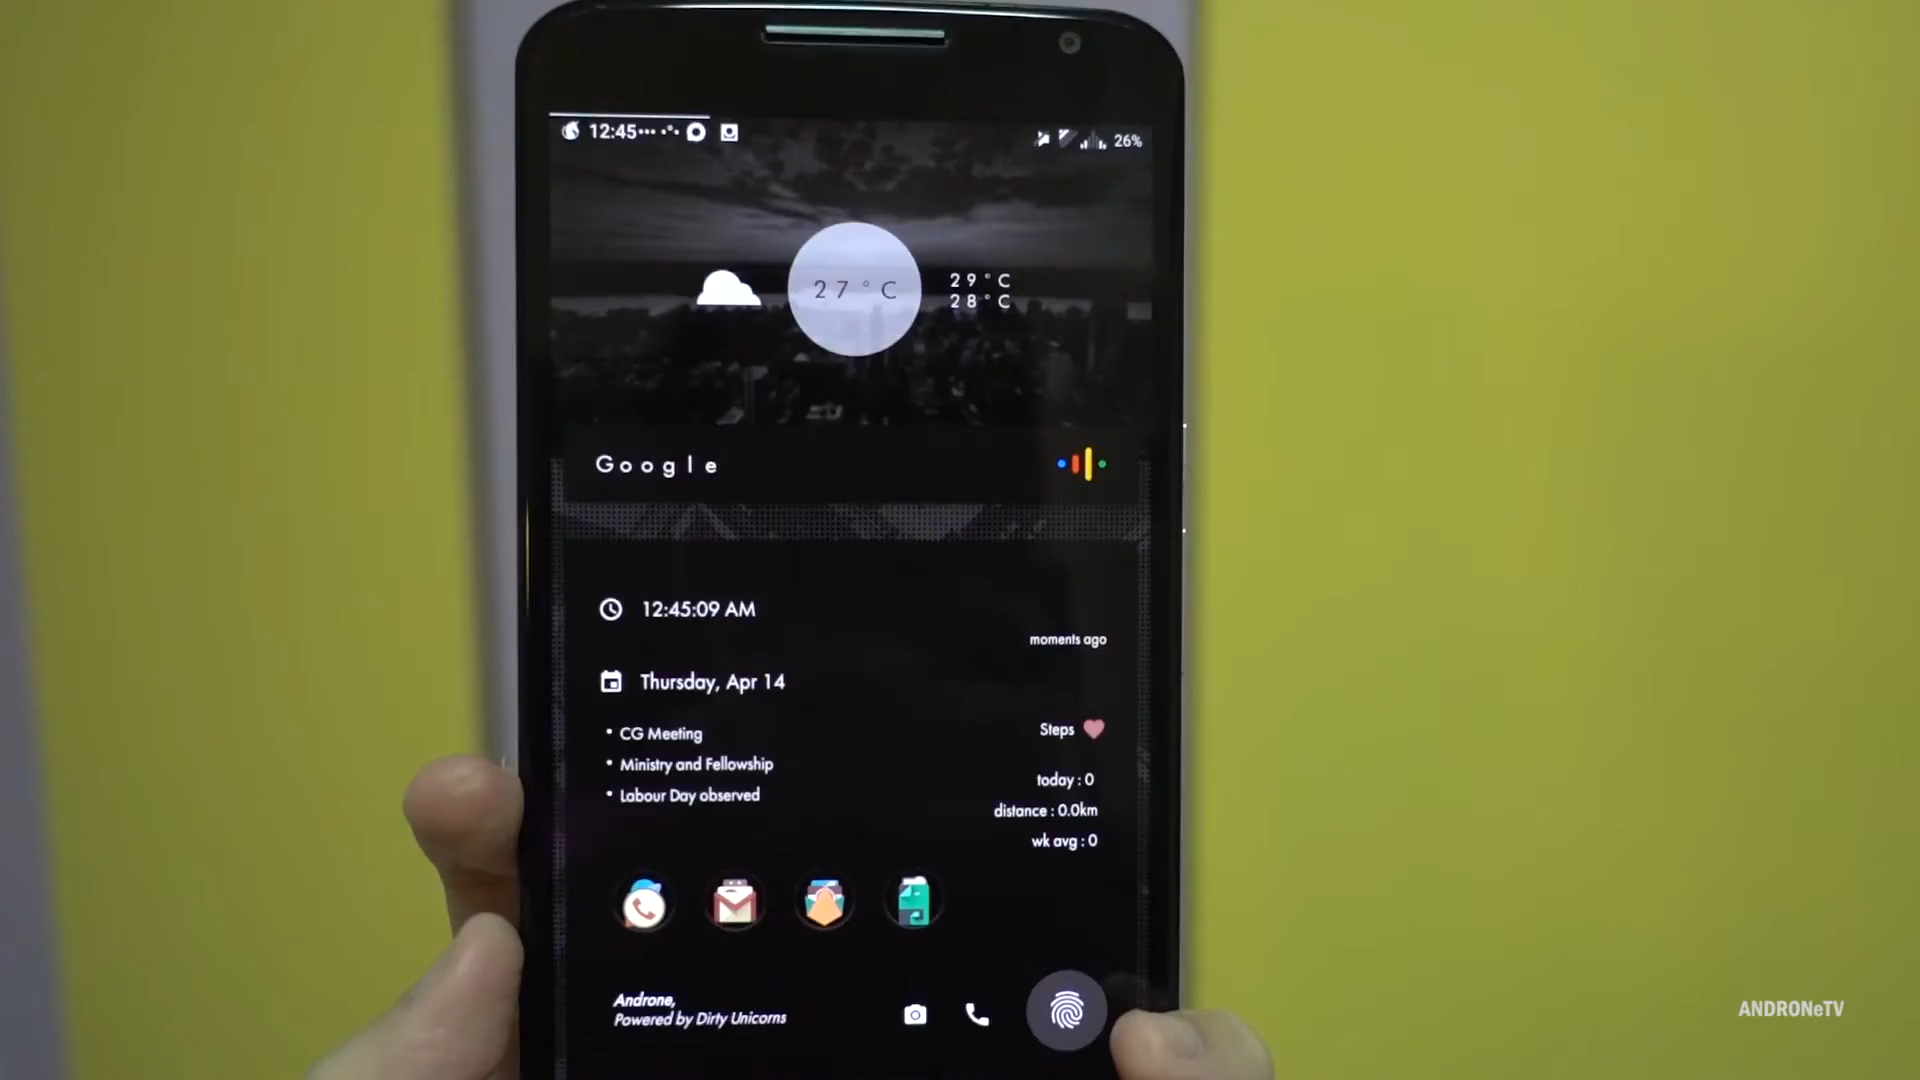 12:45
26%
27°C
29°C
28°C
Google
12:45:09 AM
moments ago
Thursday, Apr 14
• CG Meeting
• Ministry and Fellowship
• Labour Day observed
Steps
today : 0
distance : 0.0km
wk avg : 0
Androne,
Powered by Dirty Unicorns
ANDRONeTV